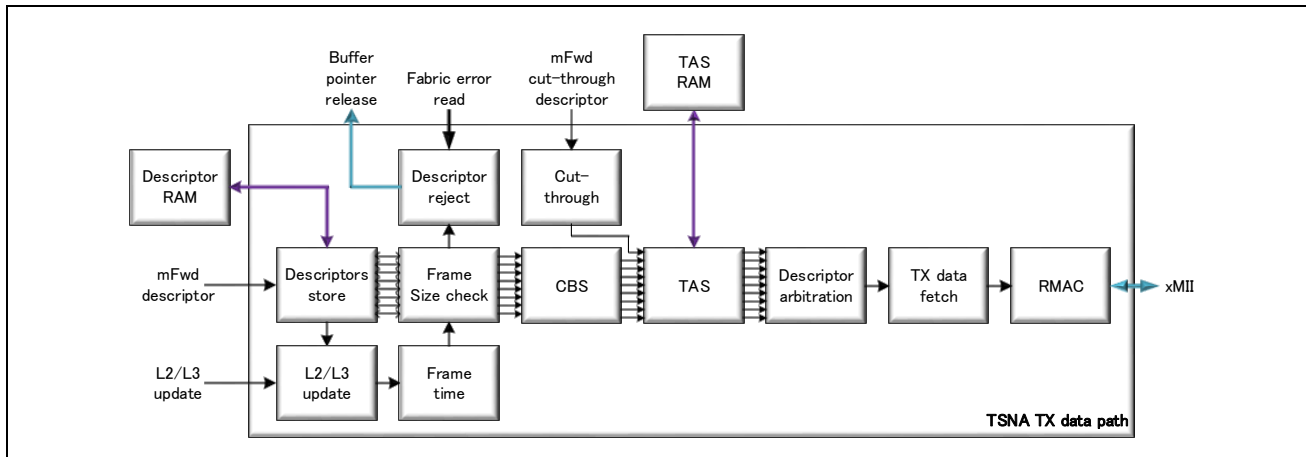 Buffer
pointer
release
Fabric error
read
mFwd
cut-through
descriptor
TAS
RAM
Descriptor
RAM
Descriptor
reject
Cut-
through
mFwd
descriptor
Descriptors
store
Frame
Size check
CBS
TAS
Descriptor
arbitration
TX data
fetch
RMAC
xMII
L2/L3
update
L2/L3
update
Frame
time
TSNA TX data path